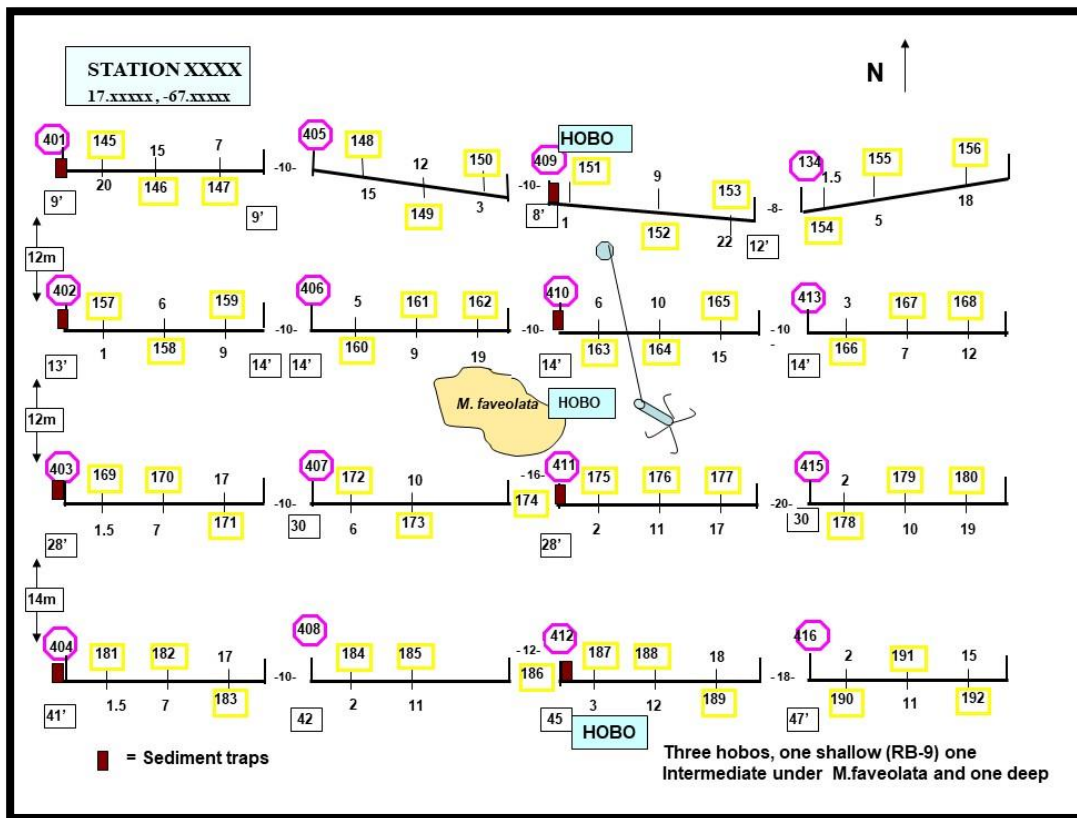 STATION XXXX
17.xxxxx , -67.xxxxx
N
HOBO
401 145 15 7 405 148 12 150 409 151 9 153 134 1.5 155 156
-10- -10- -8-
20 146 147 15 149 3 1 152 22 154 5 18
9’ 9’ 8’ 12’
12m
402 157 6 159 406 5 161 162 410 6 10 165 413 3 167 168
-10- -10- -10
-
1 158 9 160 9 19 163 164 15 166 7 12
13’ 14’ 14’ 14’ 14’
M. faveolata HOBO
12m
403 169 170 17 407 172 10 -16- 411 175 176 177 415 2 179 180
-10- 174 -20-
1.5 7 171 6 173 2 11 17 178 10 19
28’ 30 28’ 30
14m
404 181 182 17 408 184 185 -12- 412 187 188 18 416 2 191 15
-10- 186 -18-
1.5 7 183 2 11 3 12 189 190 11 192
41’ 42 45 47’
HOBO
= Sediment traps
Three hobos, one shallow (RB-9) one
Intermediate under M.faveolata and one deep